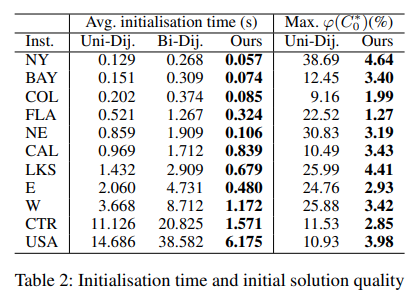 Avg. initialisation time (s) Max. φ(C₀*)(%)
Inst. Uni-Dij. Bi-Dij. Ours Uni-Dij. Ours
NY 0.129 0.268 0.057 38.69 4.64
BAY 0.151 0.309 0.074 12.45 3.40
COL 0.202 0.374 0.085 9.16 1.99
FLA 0.521 1.267 0.324 22.52 1.27
NE 0.859 1.909 0.106 30.83 3.19
CAL 0.969 1.712 0.839 10.49 3.43
LKS 1.432 2.909 0.679 25.99 4.41
E 2.060 4.731 0.480 24.76 2.93
W 3.668 8.712 1.172 25.88 3.42
CTR 11.126 20.825 1.571 11.53 2.85
USA 14.686 38.582 6.175 10.93 3.98
Table 2: Initialisation time and initial solution quality